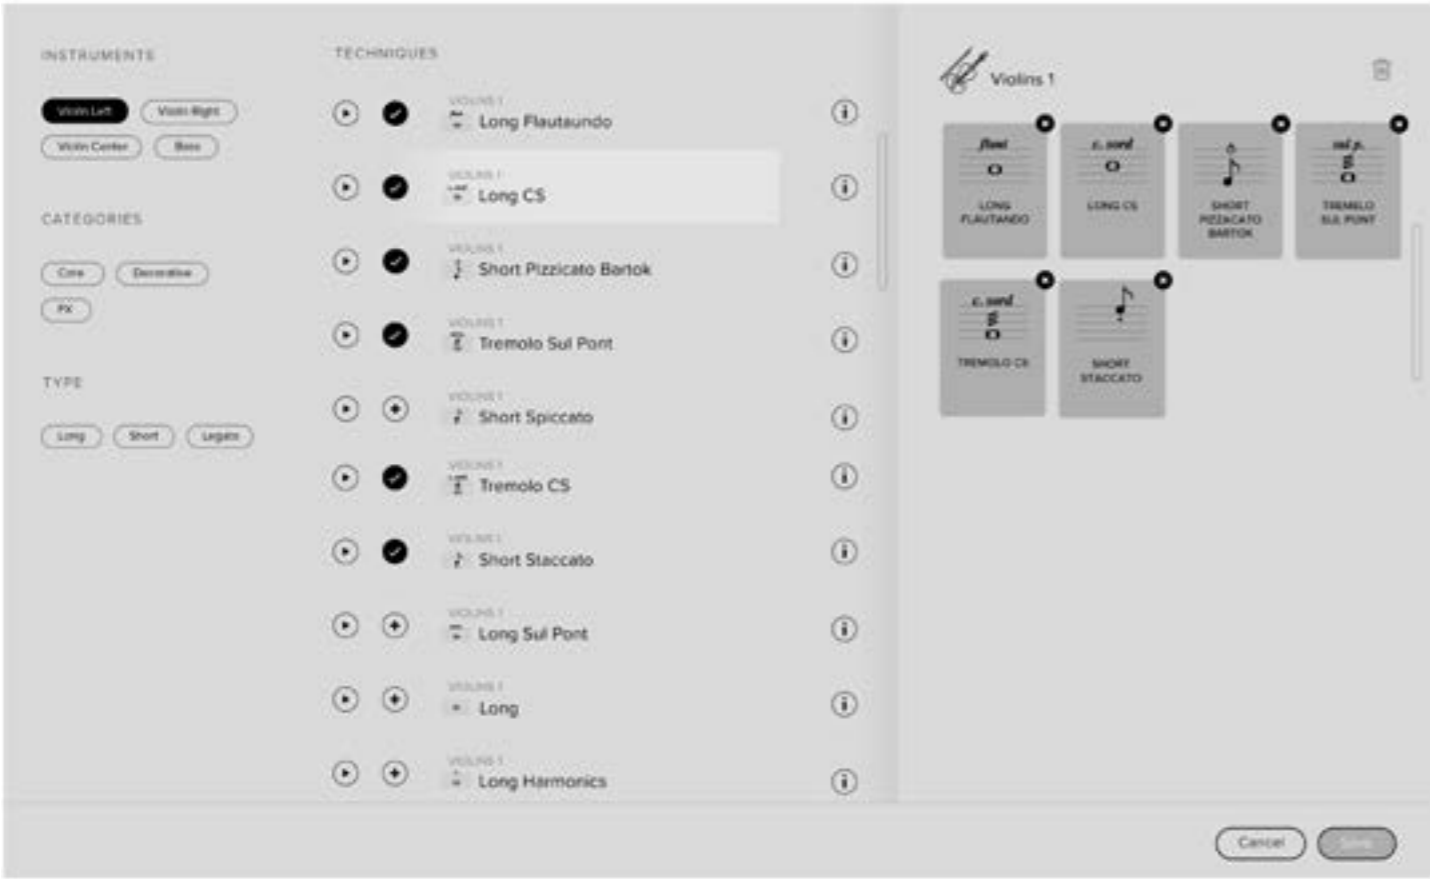 INSTRUMENTS
Violin Left
Violin Right
Violin Center
Bass
CATEGORIES
Core
Decorative
FX
TYPE
Long
Short
Legato
TECHNIQUES
VIOLINS 1
Long Flautaundo
VIOLINS 1
Long CS
VIOLINS 1
Short Pizzicato Bartok
VIOLINS 1
Tremolo Sul Pont
VIOLINS 1
Short Spiccato
VIOLINS 1
Tremolo CS
VIOLINS 1
Short Staccato
VIOLINS 1
Long Sul Pont
VIOLINS 1
Long
VIOLINS 1
Long Harmonics
Violins 1
flaut
LONG
FLAUTANDO
c. sord
LONG CS
SHORT
PIZZACATO
BARTOK
sul p.
TREMELO
SUL PONT
c. sord
TREMOLO CS
SHORT
STACCATO
Cancel
Save